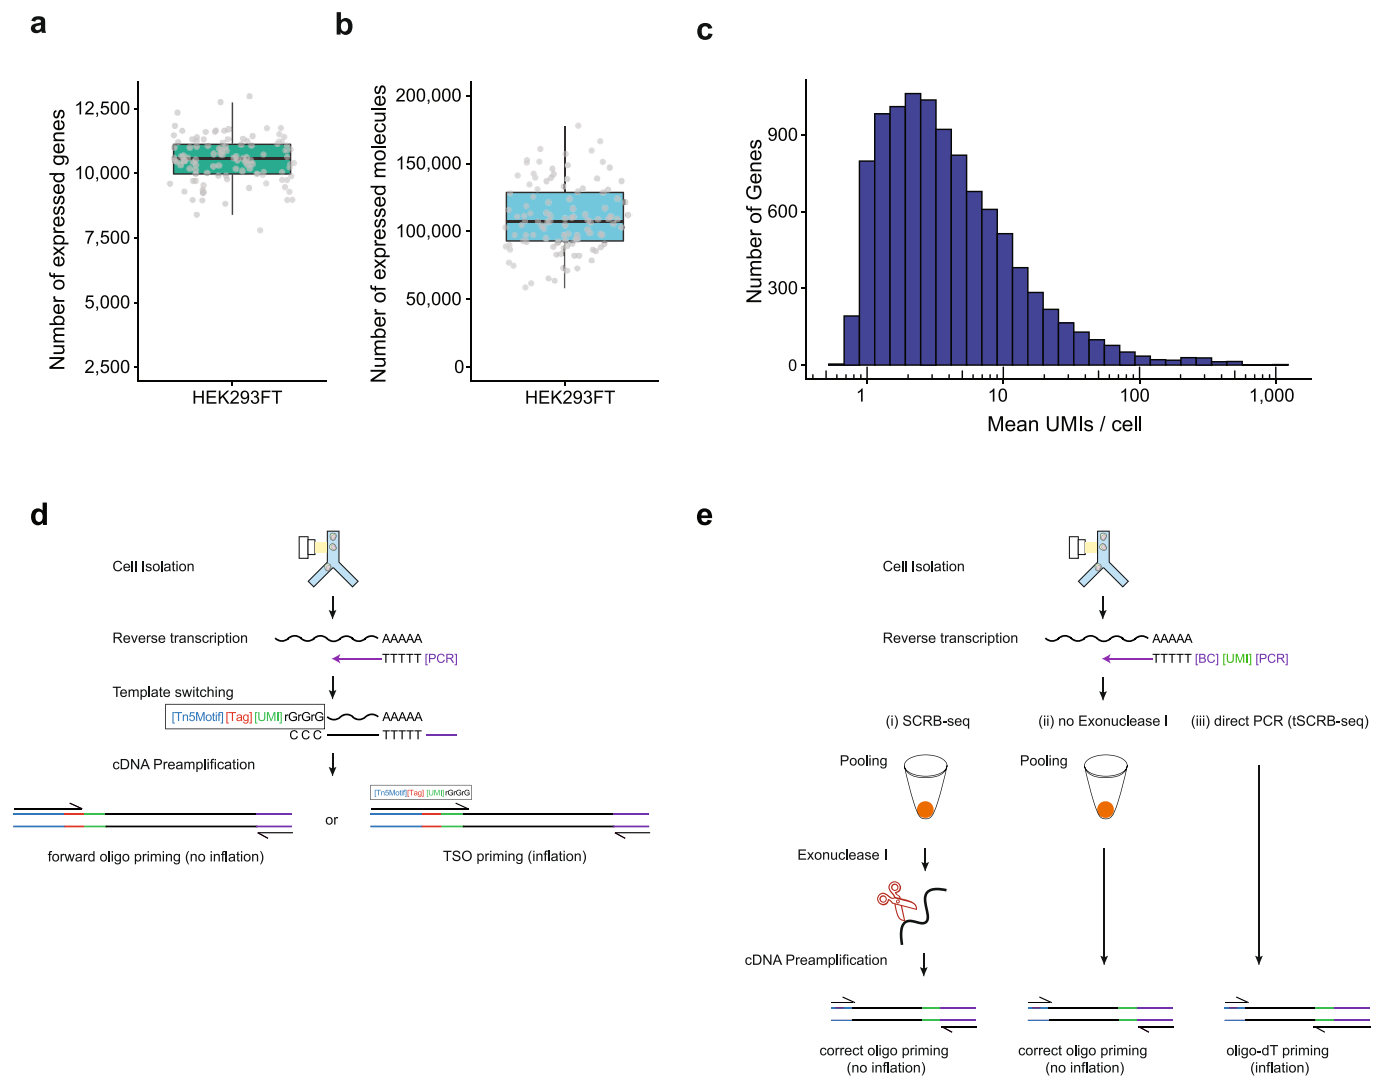 a
Number of expressed genes
12,500
10,000
7,500
5,000
2,500
HEK293FT
b
Number of expressed molecules
200,000
150,000
100,000
50,000
0
HEK293FT
c
Number of Genes
900
600
300
0
1
10
100
1,000
Mean UMIs / cell
d
Cell Isolation
Reverse transcription
AAAAA
TTTTT [PCR]
Template switching
[Tn5Motif] [Tag] [UMI] rGrGrG
AAAAA
C C C
TTTTT
cDNA Preamplification
[Tn5Motif][Tag] [UMI] rGrGrG
or
forward oligo priming (no inflation)
TSO priming (inflation)
e
Cell Isolation
Reverse transcription
AAAAA
TTTTT [BC] [UMI] [PCR]
(i) SCRB-seq
(ii) no Exonuclease I
(iii) direct PCR (tSCRB-seq)
Pooling
Pooling
Exonuclease I
cDNA Preamplification
correct oligo priming
(no inflation)
correct oligo priming
(no inflation)
oligo-dT priming
(inflation)